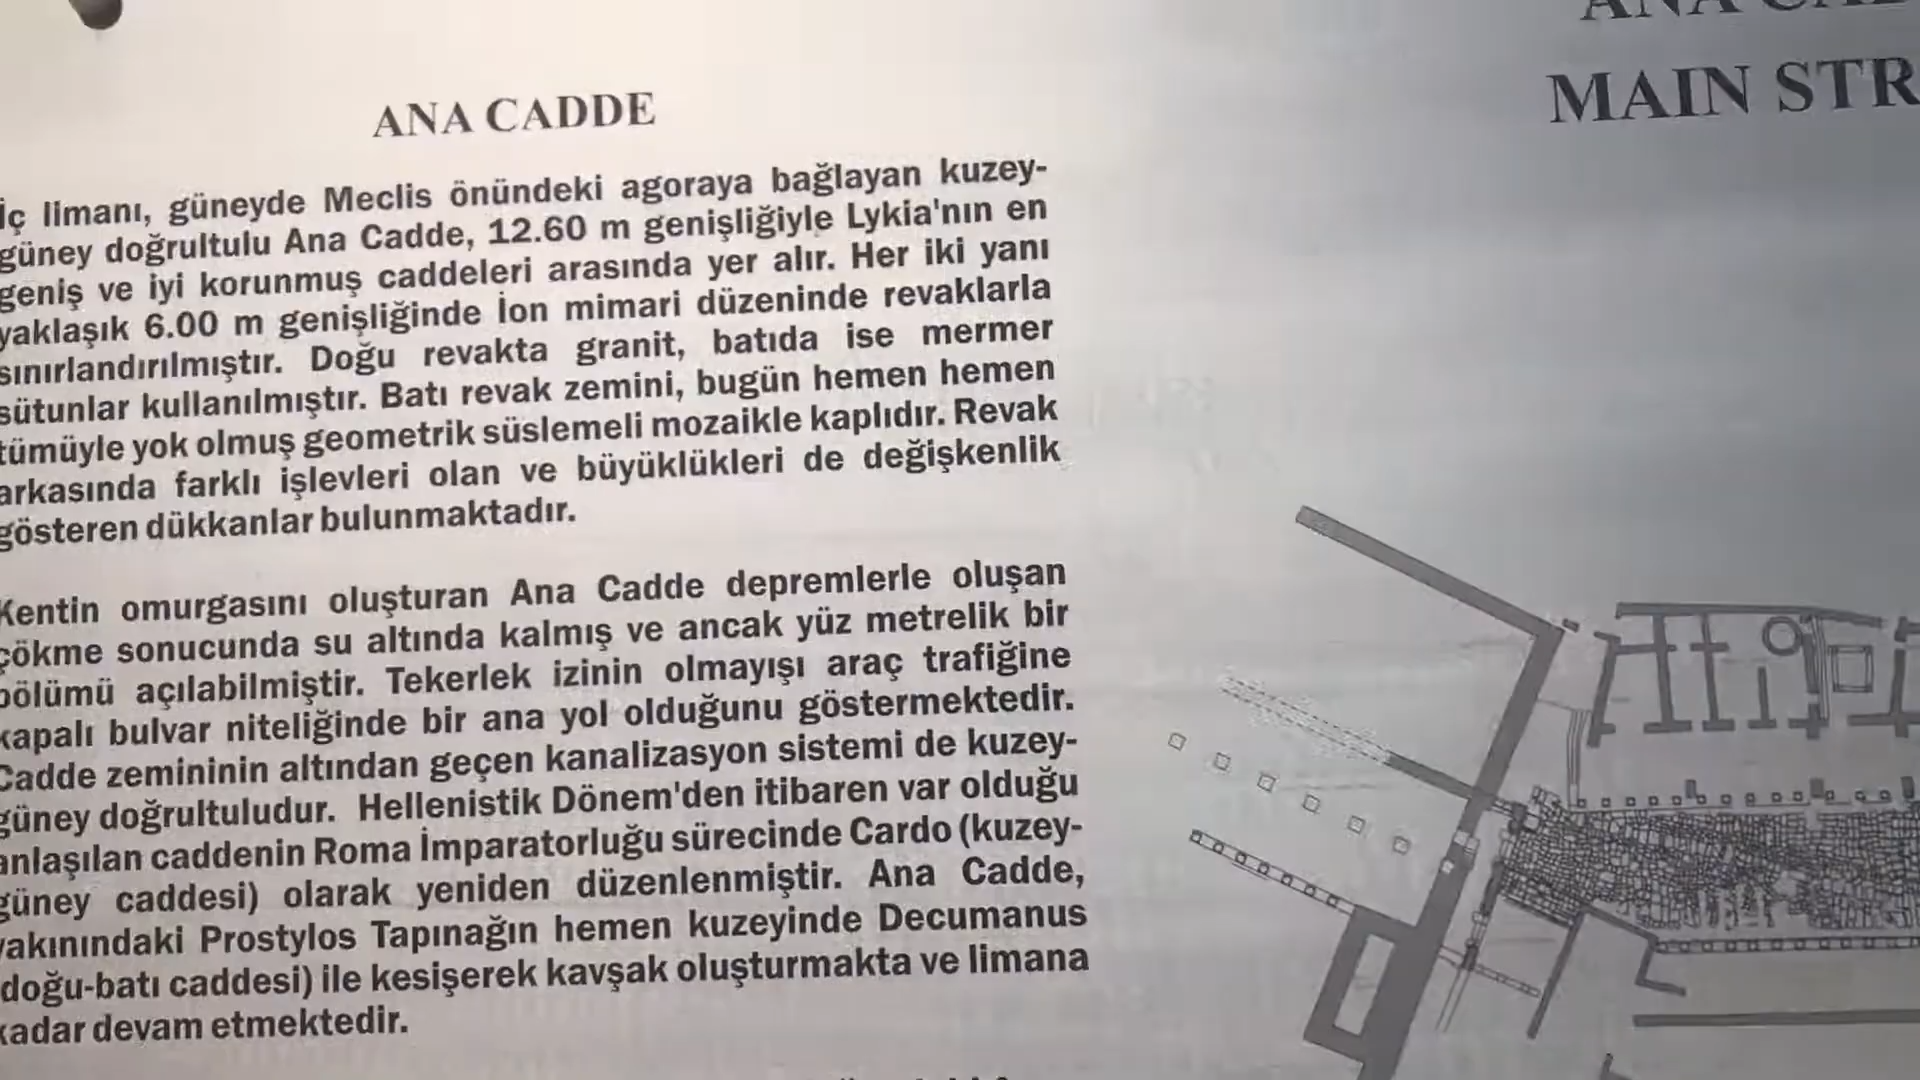 ANA CADDE
İç limanı, güneyde Meclis önündeki agoraya bağlayan kuzey-
güney doğrultulu Ana Cadde, 12.60 m genişliğiyle Lykia'nın en
geniş ve iyi korunmuş caddeleri arasında yer alır. Her iki yanı
yaklaşık 6.00 m genişliğinde İon mimari düzeninde revaklarla
sınırlandırılmıştır. Doğu revakta granit, batıda ise mermer
sütunlar kullanılmıştır. Batı revak zemini, bugün hemen hemen
tümüyle yok olmuş geometrik süslemeli mozaikle kaplıdır. Revak
arkasında farklı işlevleri olan ve büyüklükleri de değişkenlik
gösteren dükkanlar bulunmaktadır.
Kentin omurgasını oluşturan Ana Cadde depremlerle oluşan
çökme sonucunda su altında kalmış ve ancak yüz metrelik bir
bölümü açılabilmiştir. Tekerlek izinin olmayışı araç trafiğine
kapalı bulvar niteliğinde bir ana yol olduğunu göstermektedir.
Cadde zemininin altından geçen kanalizasyon sistemi de kuzey-
güney doğrultuludur. Hellenistik Dönem'den itibaren var olduğu
anlaşılan caddenin Roma İmparatorluğu sürecinde Cardo (kuzey-
güney caddesi) olarak yeniden düzenlenmiştir. Ana Cadde,
yakınındaki Prostylos Tapınağın hemen kuzeyinde Decumanus
doğu-batı caddesi) ile kesişerek kavşak oluşturmakta ve limana
kadar devam etmektedir.
ANA CAD
MAIN STR